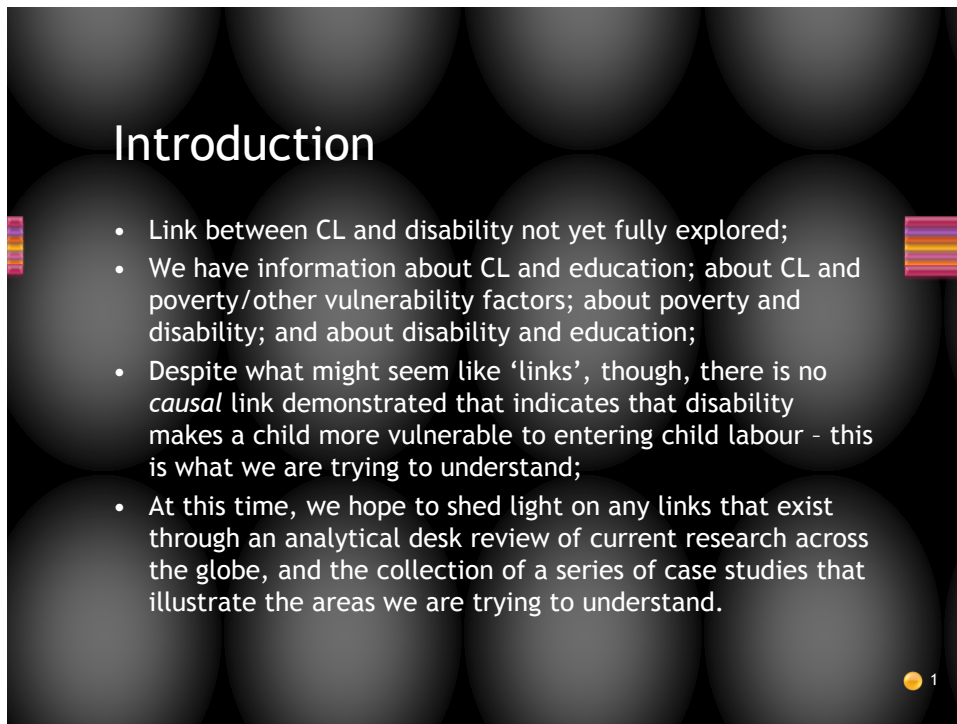 Introduction
• Link between CL and disability not yet fully explored;
• We have information about CL and education; about CL and
poverty/other vulnerability factors; about poverty and
disability; and about disability and education;
• Despite what might seem like ‘links’, though, there is no
causal link demonstrated that indicates that disability
makes a child more vulnerable to entering child labour – this
is what we are trying to understand;
• At this time, we hope to shed light on any links that exist
through an analytical desk review of current research across
the globe, and the collection of a series of case studies that
illustrate the areas we are trying to understand.
1